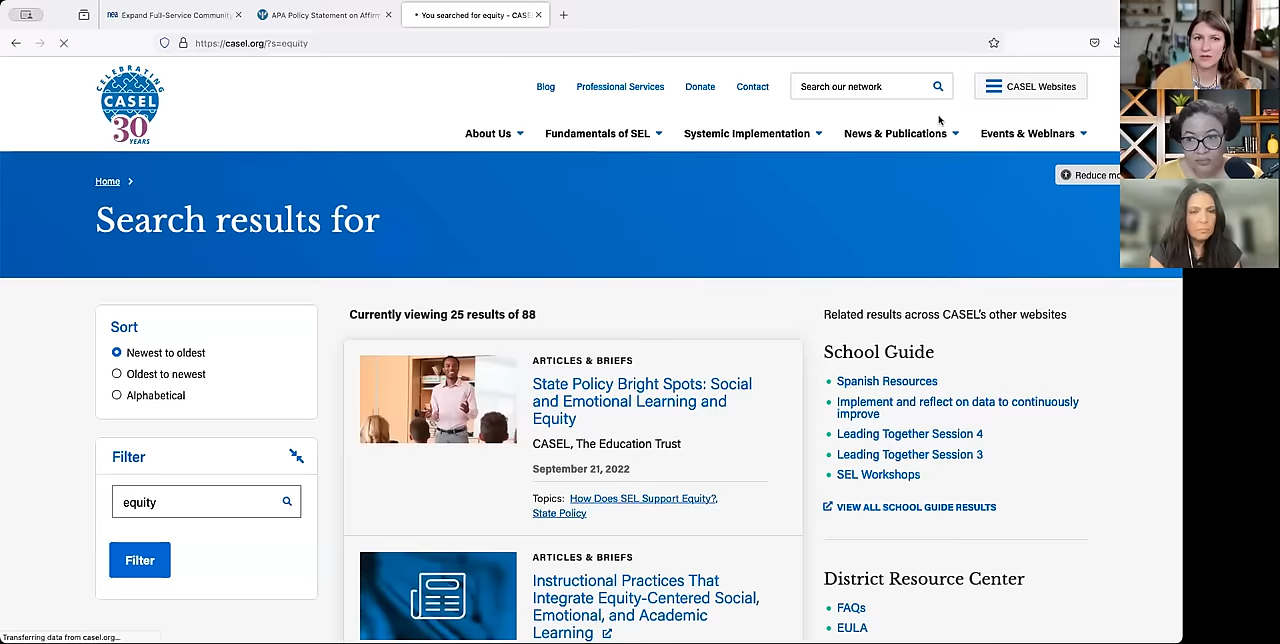 nea Expand Full-Service Community
APA Policy Statement on Affirm
You searched for equity - CASE
https://casel.org/?s=equity
CELEBRATING
CASEL
30
YEARS
Blog
Professional Services
Donate
Contact
Search our network
CASEL Websites
About Us
Fundamentals of SEL
Systemic Implementation
News & Publications
Events & Webinars
Home
Reduce mo
Search results for
Sort
Newest to oldest
Oldest to newest
Alphabetical
Filter
equity
Filter
Currently viewing 25 results of 88
ARTICLES & BRIEFS
State Policy Bright Spots: Social
and Emotional Learning and
Equity
CASEL, The Education Trust
September 21, 2022
Topics: How Does SEL Support Equity?,
State Policy
ARTICLES & BRIEFS
Instructional Practices That
Integrate Equity-Centered Social,
Emotional, and Academic
Learning
Related results across CASEL's other websites
School Guide
Spanish Resources
Implement and reflect on data to continuously
improve
Leading Together Session 4
Leading Together Session 3
SEL Workshops
VIEW ALL SCHOOL GUIDE RESULTS
District Resource Center
FAQs
EULA
Transferring data from casel.org...